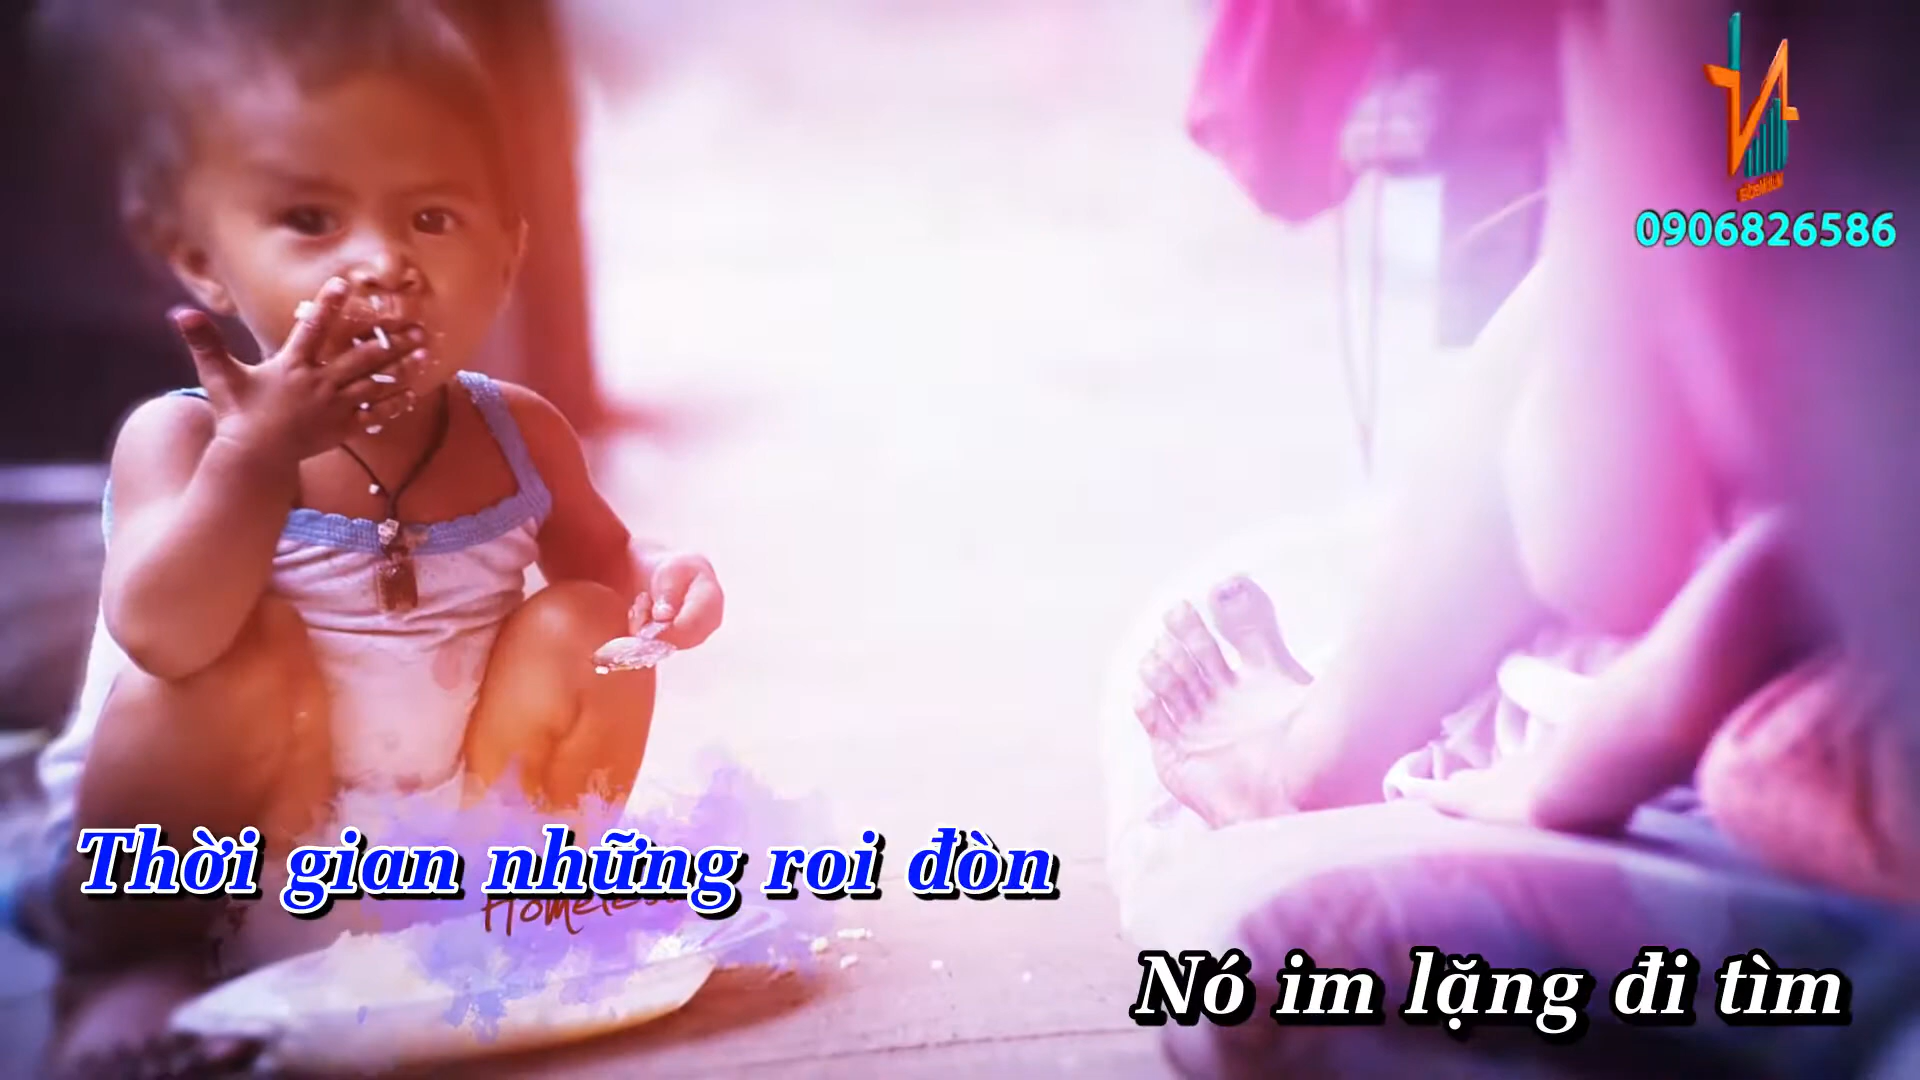 0906826586
Thời gian những roi đòn
Nó im lặng đi tìm